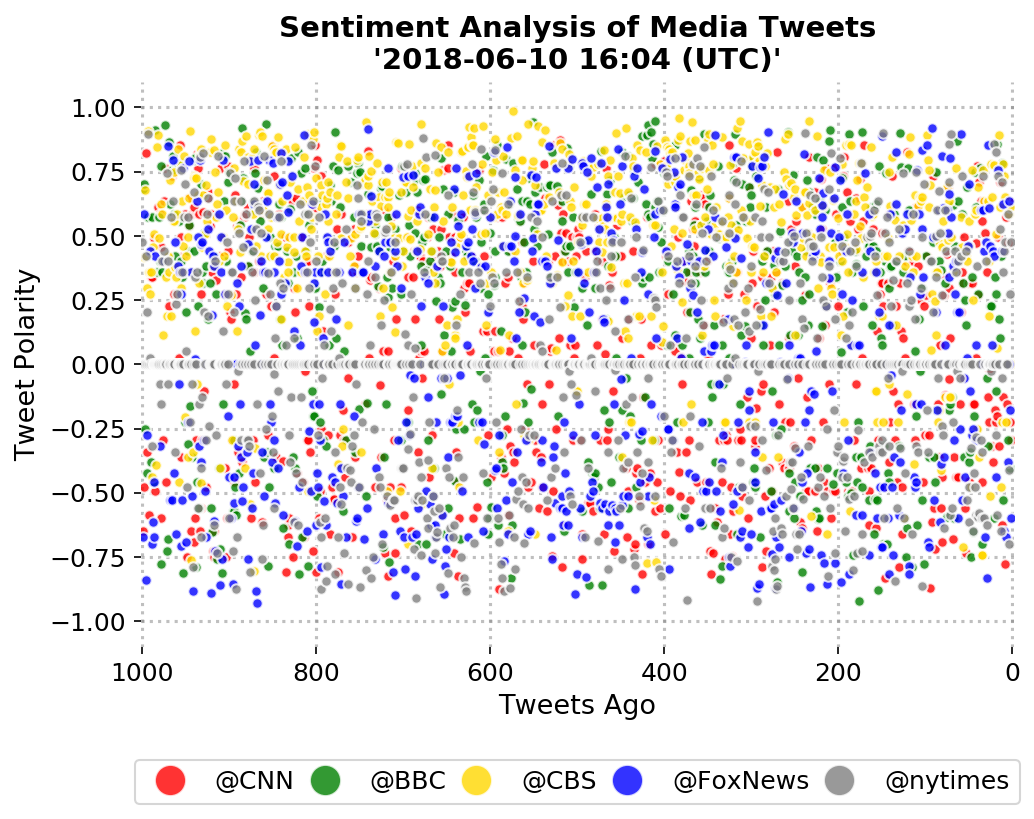 Sentiment Analysis of Media Tweets
'2018-06-10 16:04 (UTC)'
1.00
0.75
0.50
0.25
0.00
−0.25
−0.50
−0.75
−1.00
Tweet Polarity
1000 800 600 400 200 0
Tweets Ago
@CNN @BBC @CBS @FoxNews @nytimes